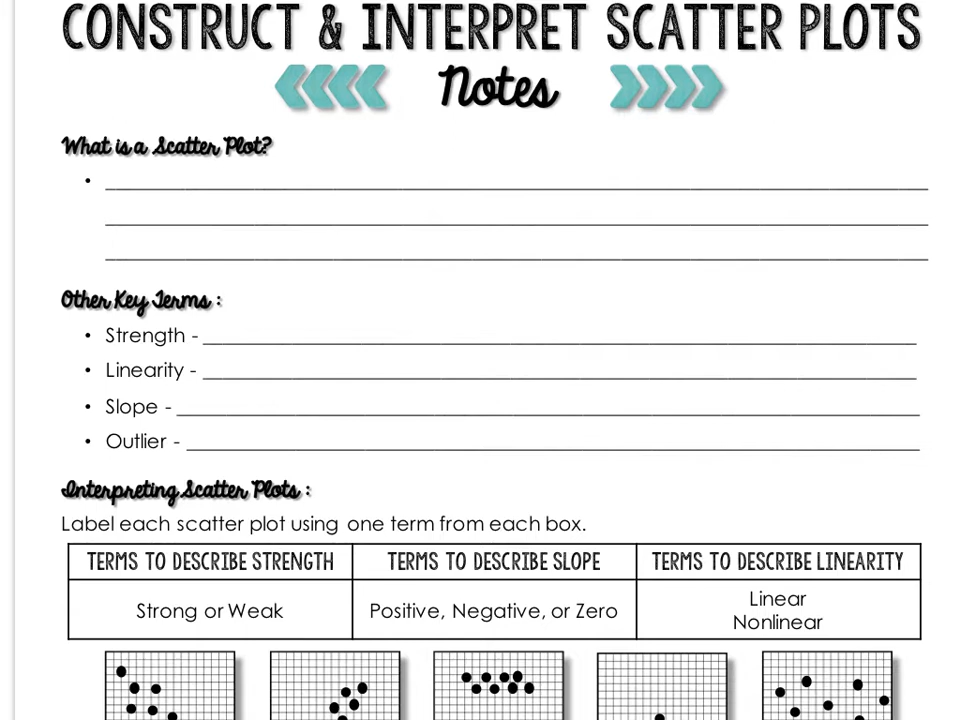 CONSTRUCT & INTERPRET SCATTER PLOTS
Notes
What is a Scatter Plot?
Other Key Terms :
• Strength -
• Linearity -
• Slope -
• Outlier -
Interpreting Scatter Plots :
Label each scatter plot using one term from each box.
TERMS TO DESCRIBE STRENGTH TERMS TO DESCRIBE SLOPE TERMS TO DESCRIBE LINEARITY
Strong or Weak Positive, Negative, or Zero Linear
Nonlinear